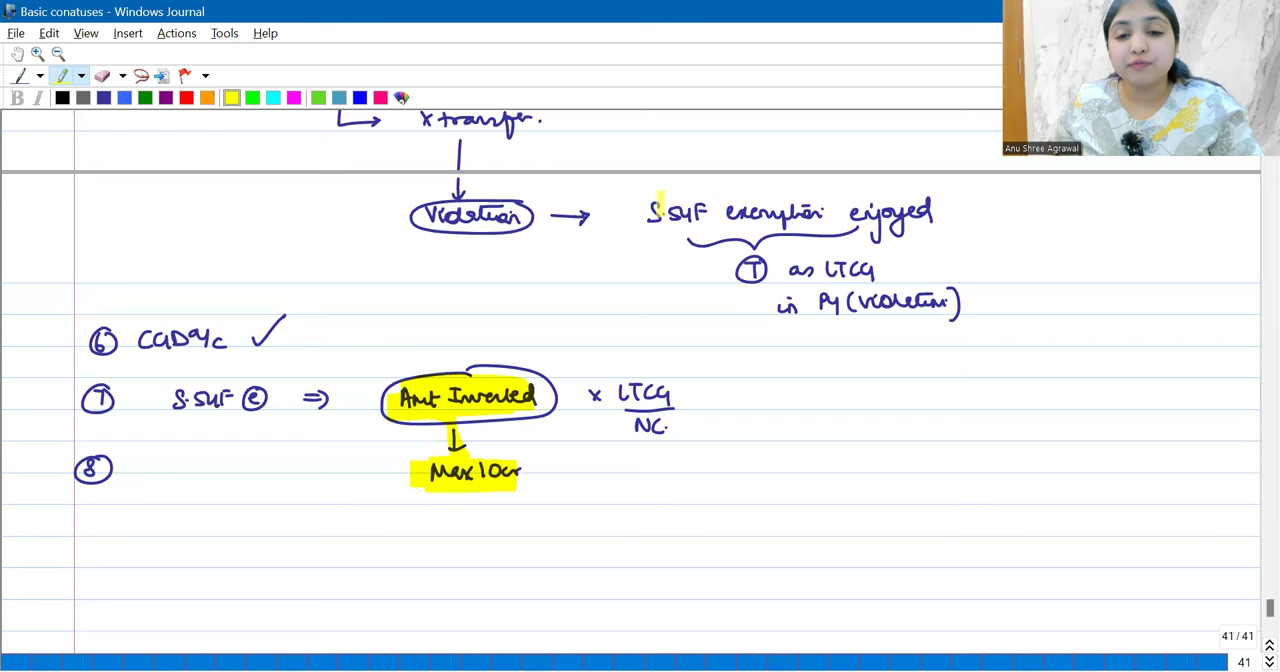 Basic conatuses - Windows Journal
File Edit View Insert Actions Tools Help
B I
Anu Shree Agrawal
x transfer.
Violation → S.54F exemption enjoyed
T as LTCG
in PY (Violation)
6 CGDA/c ✓
7 S.54F e ⇒ Amt Invested x LTCG
NC.
Max 10cr
8
41 / 41
41